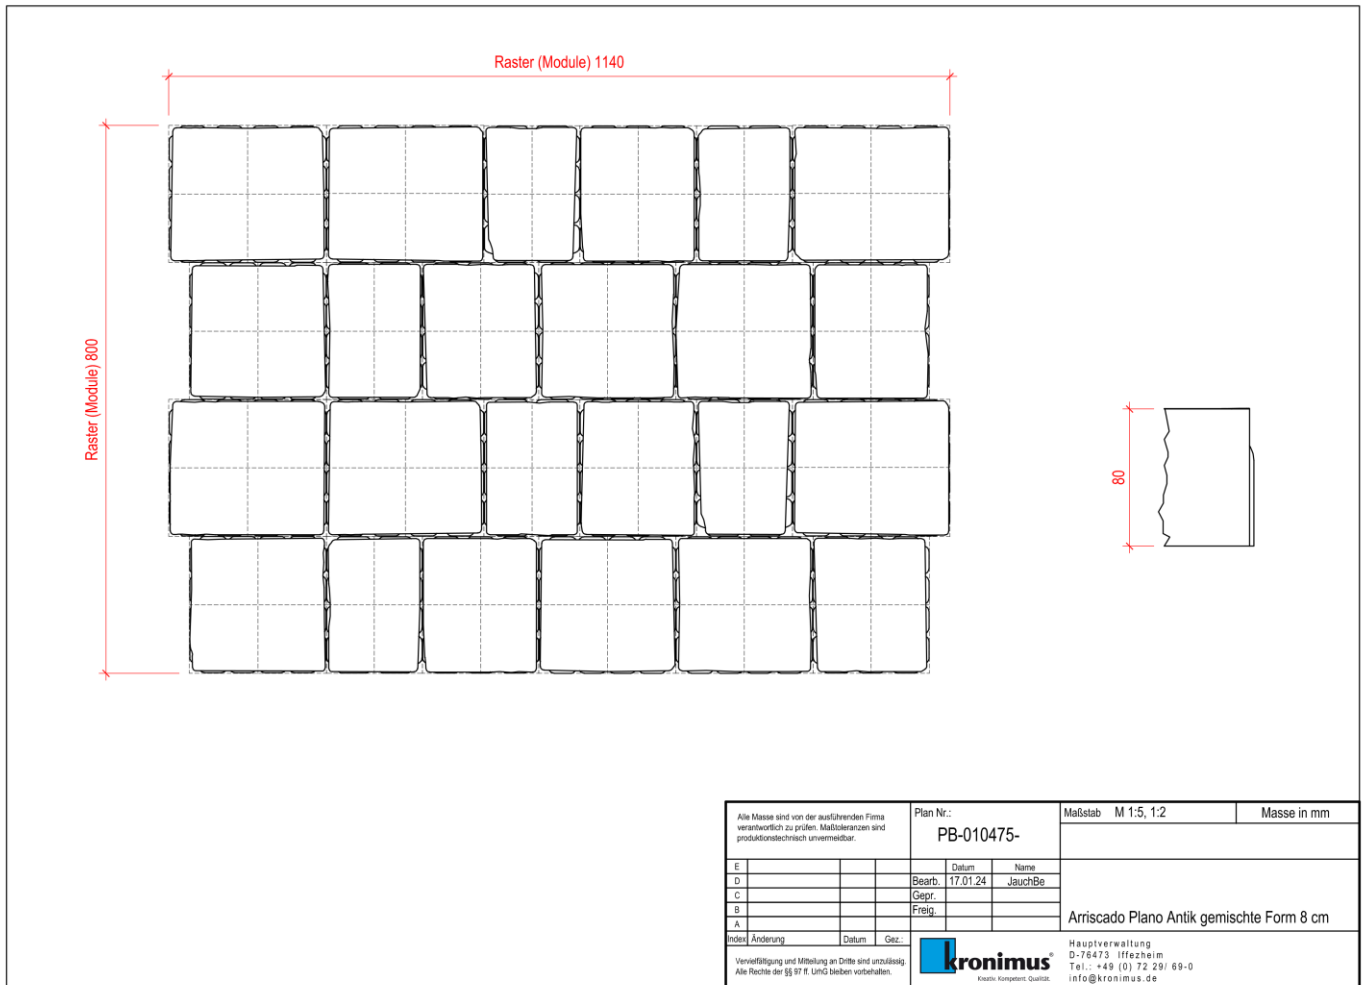 Raster (Module) 1140
Raster (Module) 800
80
Alle Masse sind von der ausführenden Firma
verantwortlich zu prüfen. Maßtoleranzen sind
produktionstechnisch unvermeidbar.
Plan Nr.:
PB-010475-
Maßstab M 1:5, 1:2
Masse in mm
E
D
C
B
A
Index Änderung Datum Gez.:
Datum Name
Bearb. 17.01.24 JauchBe
Gepr.
Freig.
Arriscado Plano Antik gemischte Form 8 cm
Vervielfältigung und Mitteilung an Dritte sind unzulässig.
Alle Rechte der §§ 97 ff. UrhG bleiben vorbehalten.
kronimus®
Kreativ. Kompetent. Qualität.
Hauptverwaltung
D-76473 Iffezheim
Tel.: +49 (0) 72 29/ 69-0
info@kronimus.de